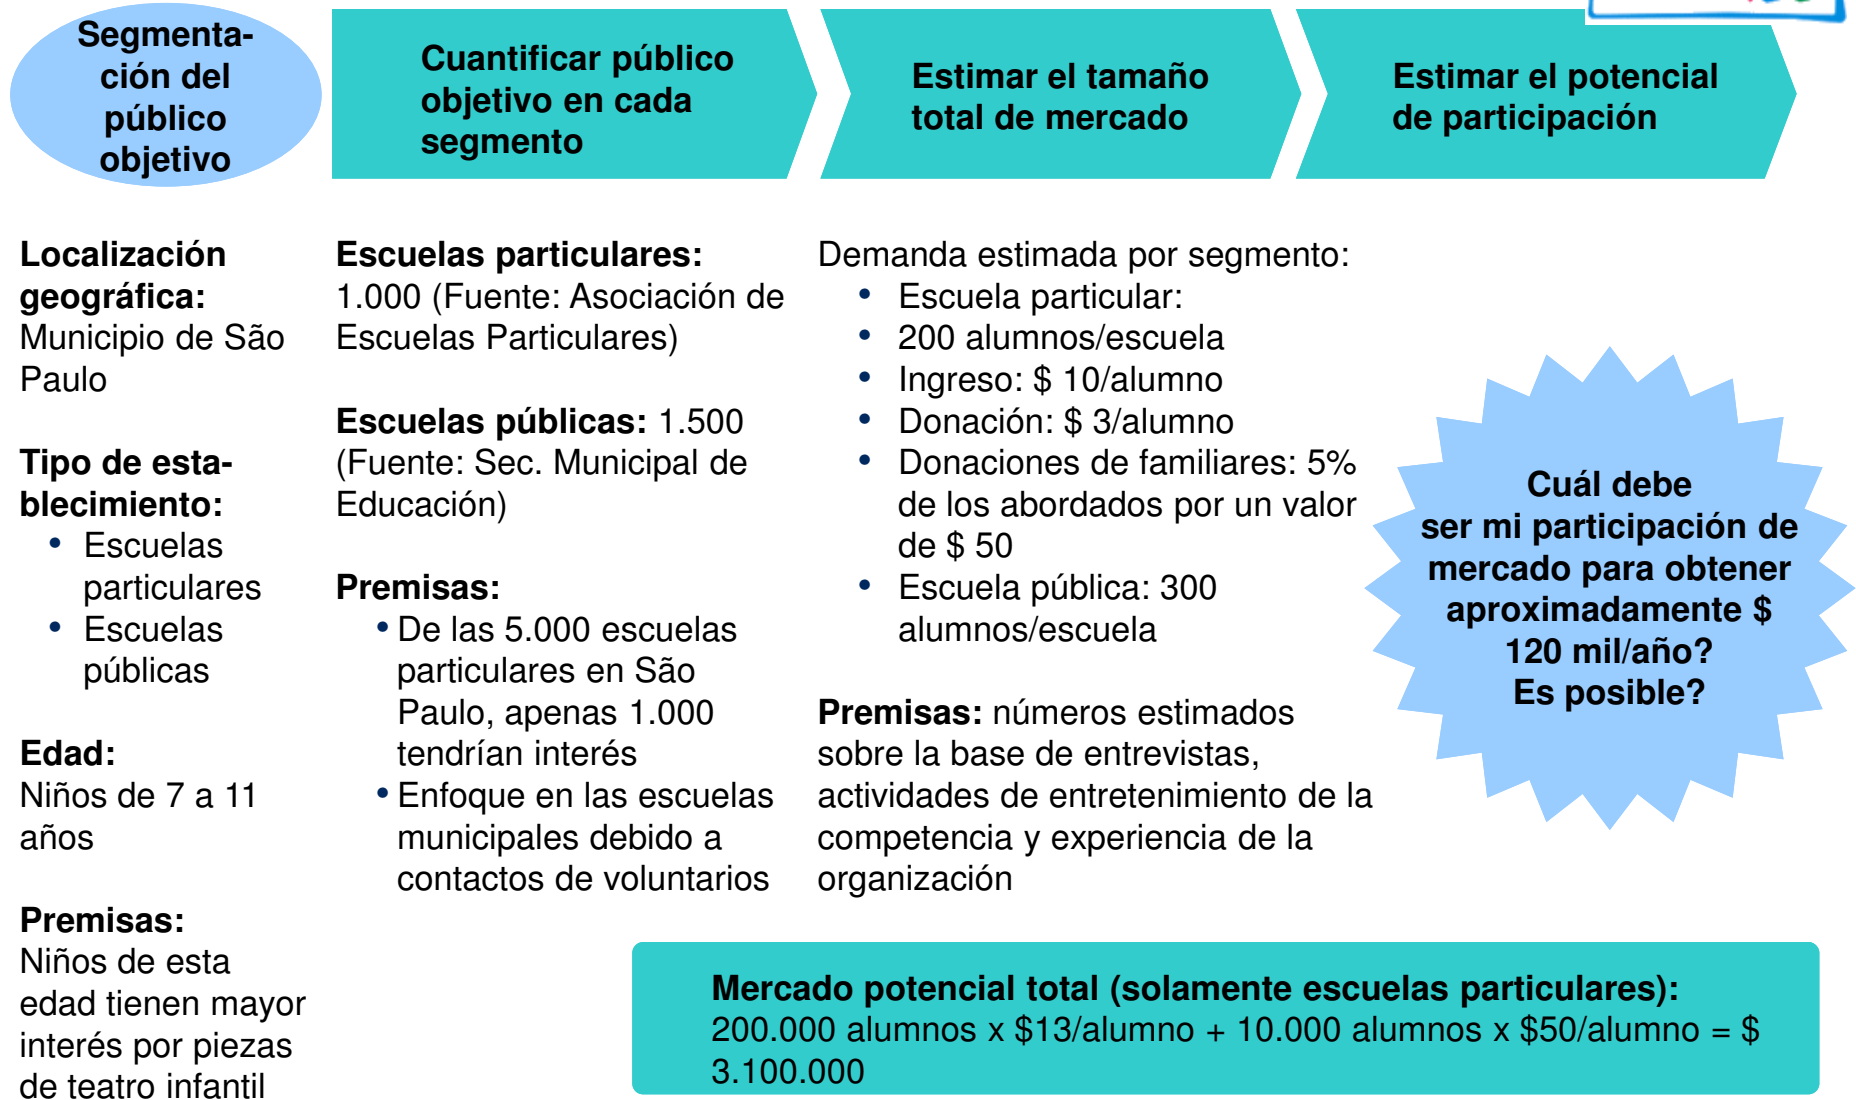 Segmenta-
ción del
público
objetivo
Cuantificar público
objetivo en cada
segmento
Estimar el tamaño
total de mercado
Estimar el potencial
de participación
Localización
geográfica:
Municipio de São
Paulo
Tipo de esta-
blecimiento:
• Escuelas
particulares
• Escuelas
públicas
Edad:
Niños de 7 a 11
años
Premisas:
Niños de esta
edad tienen mayor
interés por piezas
de teatro infantil
Escuelas particulares:
1.000 (Fuente: Asociación de
Escuelas Particulares)
Escuelas públicas: 1.500
(Fuente: Sec. Municipal de
Educación)
Premisas:
• De las 5.000 escuelas
particulares en São
Paulo, apenas 1.000
tendrían interés
• Enfoque en las escuelas
municipales debido a
contactos de voluntarios
Demanda estimada por segmento:
• Escuela particular:
• 200 alumnos/escuela
• Ingreso: $ 10/alumno
• Donación: $ 3/alumno
• Donaciones de familiares: 5%
de los abordados por un valor
de $ 50
• Escuela pública: 300
alumnos/escuela
Premisas: números estimados
sobre la base de entrevistas,
actividades de entretenimiento de la
competencia y experiencia de la
organización
Cuál debe
ser mi participación de
mercado para obtener
aproximadamente $
120 mil/año?
Es posible?
Mercado potencial total (solamente escuelas particulares):
200.000 alumnos x $13/alumno + 10.000 alumnos x $50/alumno = $
3.100.000